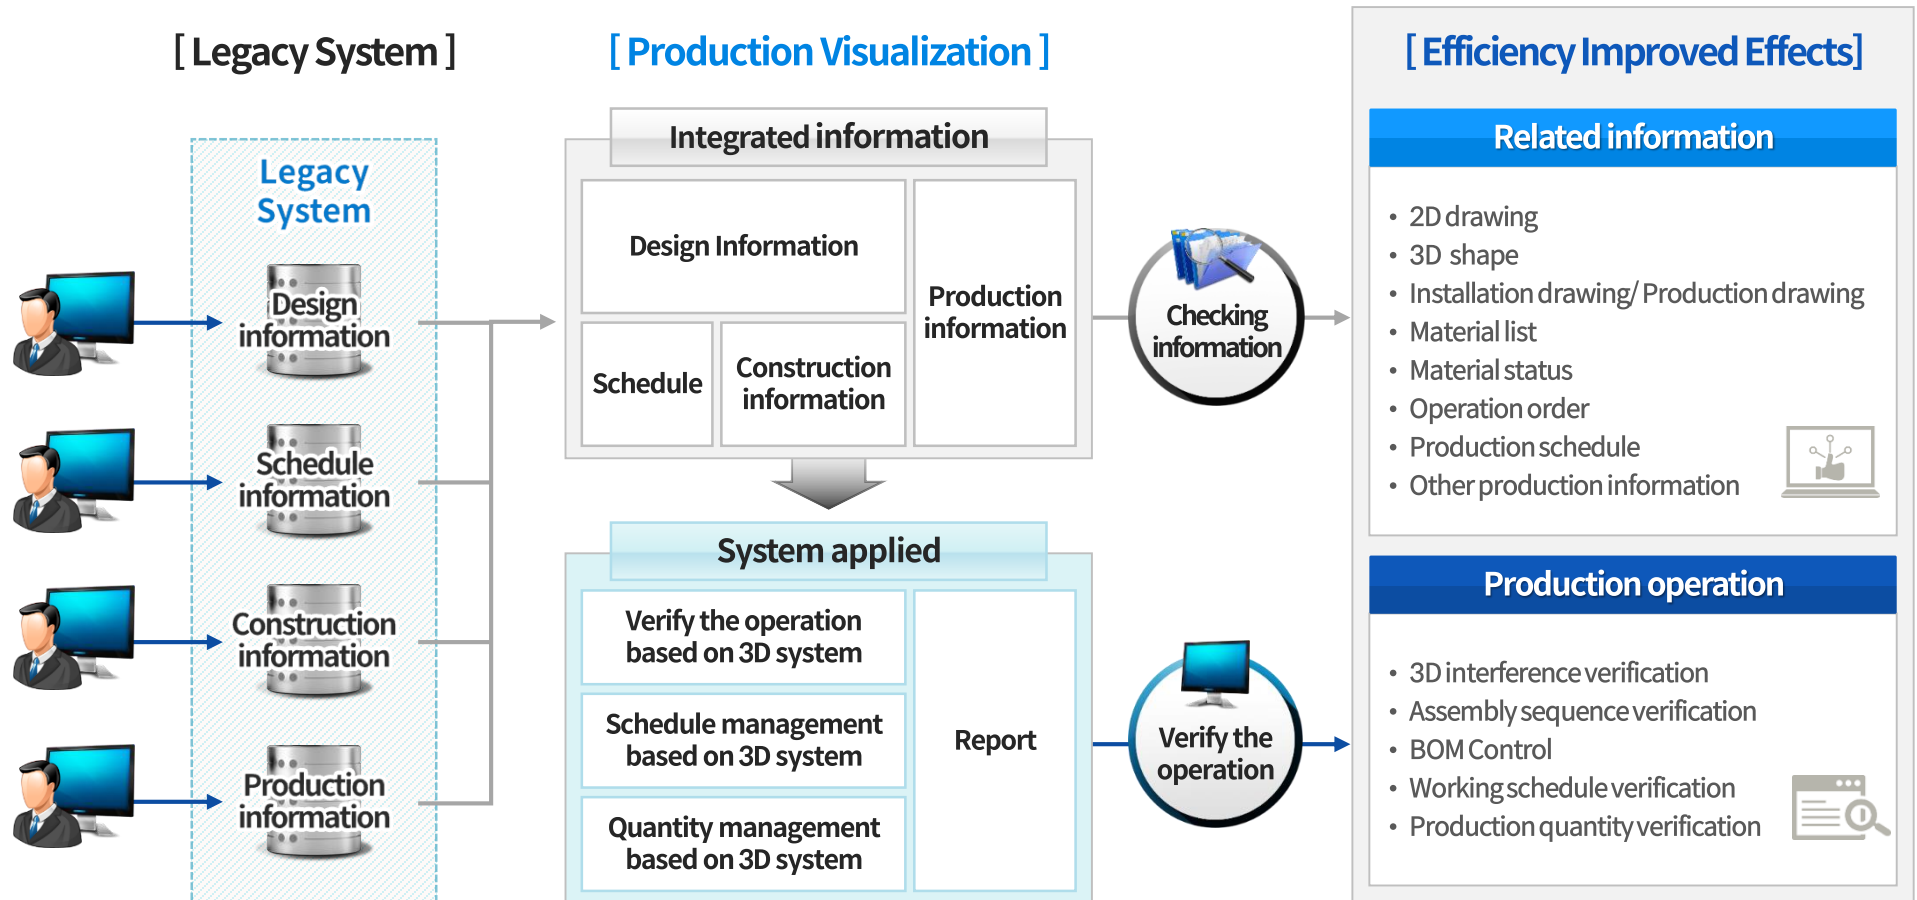 [ Legacy System ]
[ Production Visualization ]
[ Efficiency Improved Effects]
Legacy
System
Design
information
Schedule
information
Construction
information
Production
information
Integrated information
Design Information
Schedule
Construction
information
Production
information
System applied
Verify the operation
based on 3D system
Schedule management
based on 3D system
Quantity management
based on 3D system
Report
Checking
information
Verify the
operation
Related information
• 2D drawing
• 3D shape
• Installation drawing/ Production drawing
• Material list
• Material status
• Operation order
• Production schedule
• Other production information
Production operation
• 3D interference verification
• Assembly sequence verification
• BOM Control
• Working schedule verification
• Production quantity verification